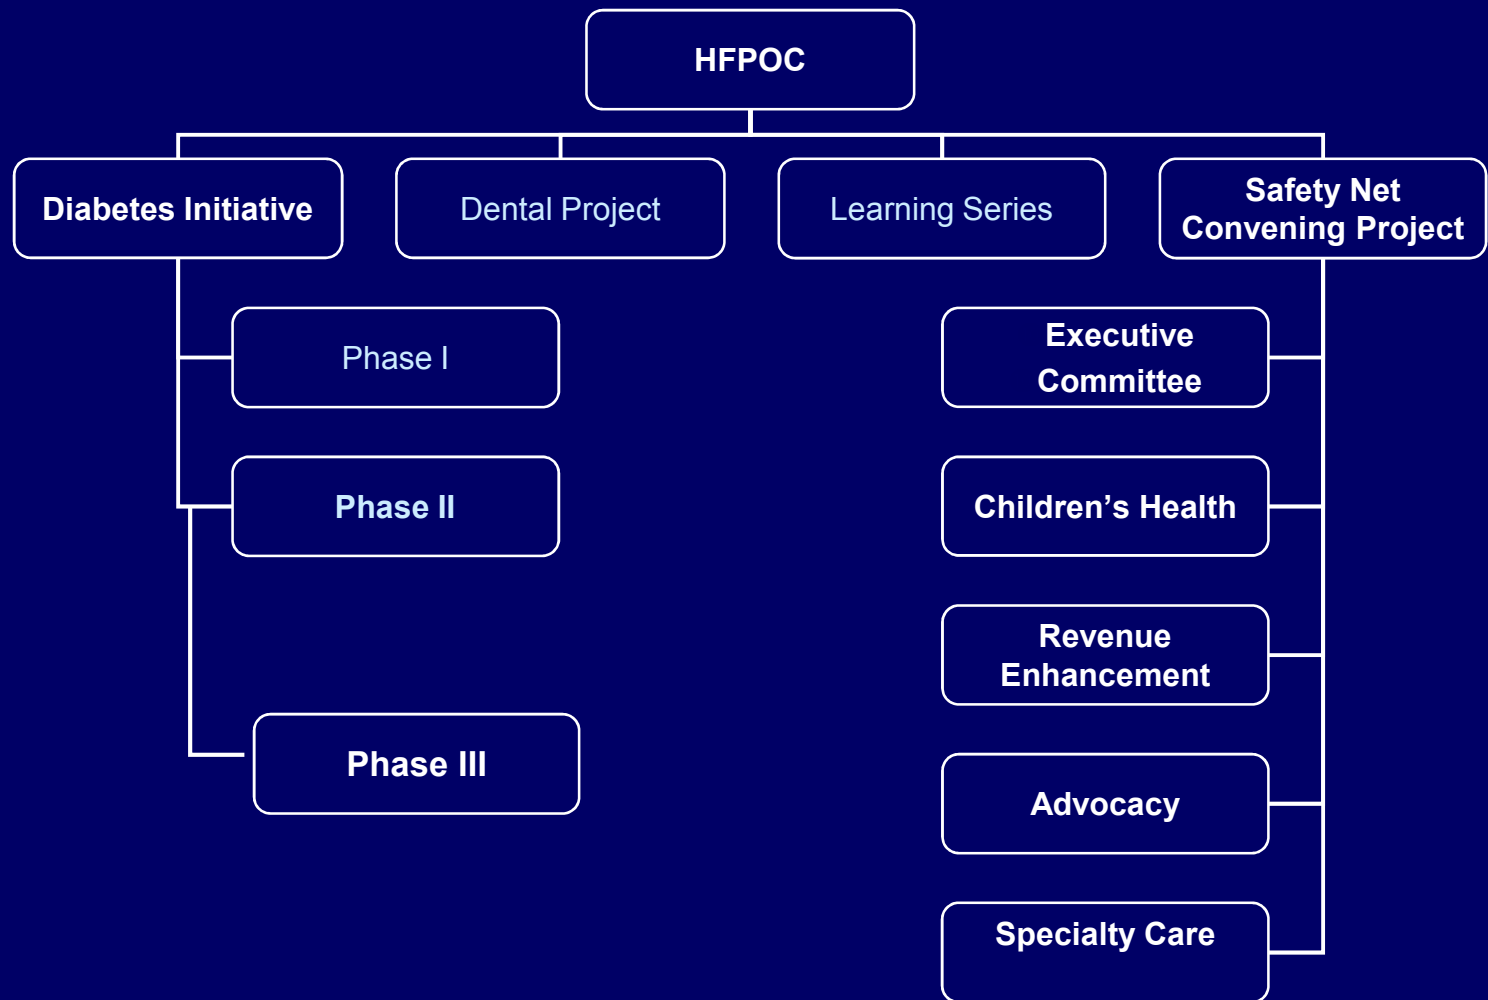 HFPOC
Diabetes Initiative
Dental Project
Learning Series
Safety Net
Convening Project
Phase I
Phase II
Phase III
Executive
Committee
Children’s Health
Revenue
Enhancement
Advocacy
Specialty Care